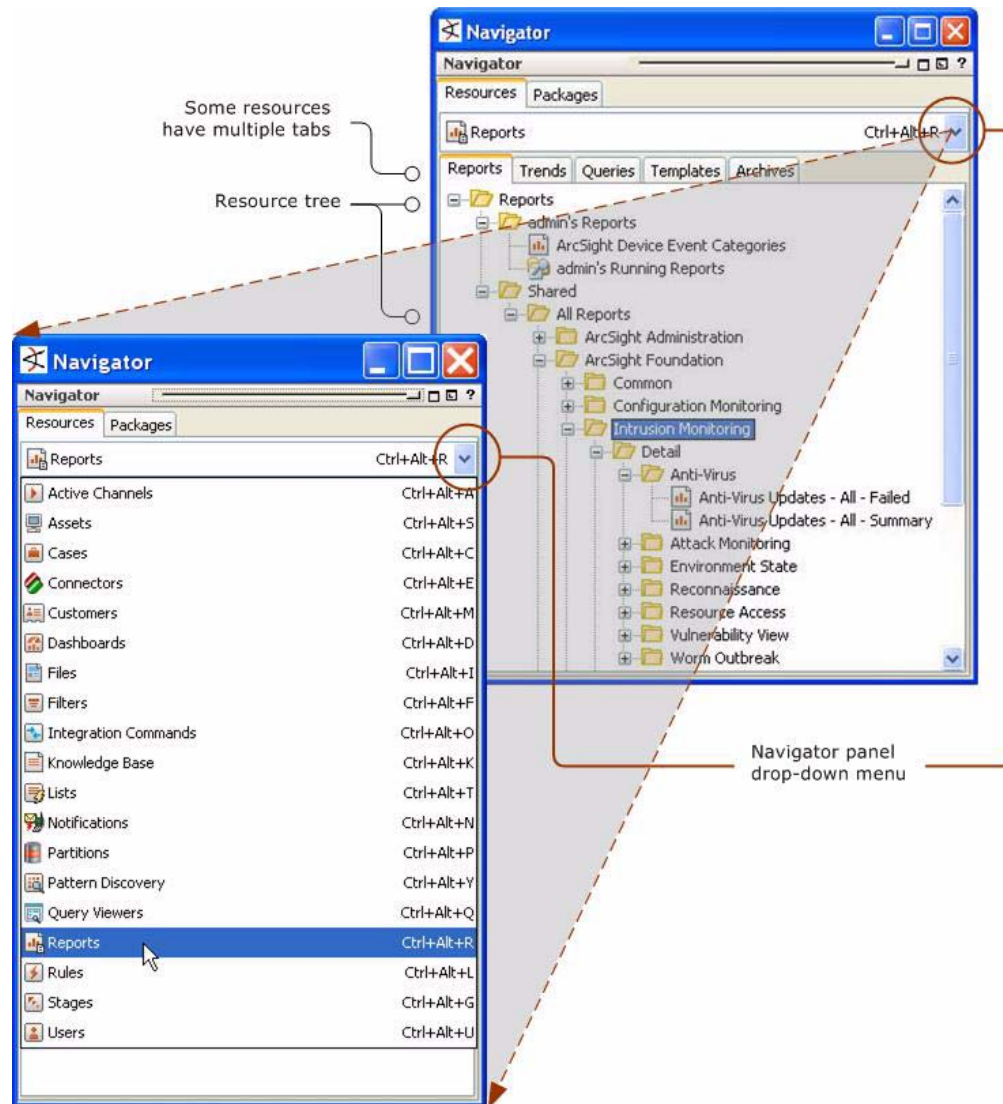 Navigator
Navigator
?
Resources Packages
Reports Ctrl+Alt+R
Reports Trends Queries Templates Archives
Reports
admin's Reports
ArcSight Device Event Categories
admin's Running Reports
Shared
All Reports
ArcSight Administration
ArcSight Foundation
Common
Configuration Monitoring
Intrusion Monitoring
Detail
Anti-Virus
Anti-Virus Updates - All - Failed
Anti-Virus Updates - All - Summary
Attack Monitoring
Environment State
Reconnaissance
Resource Access
Vulnerability View
Worm Outbreak
Some resources
have multiple tabs
Resource tree
Navigator
Navigator
?
Resources Packages
Reports Ctrl+Alt+R
Active Channels Ctrl+Alt+A
Assets Ctrl+Alt+S
Cases Ctrl+Alt+C
Connectors Ctrl+Alt+E
Customers Ctrl+Alt+M
Dashboards Ctrl+Alt+D
Files Ctrl+Alt+I
Filters Ctrl+Alt+F
Integration Commands Ctrl+Alt+O
Knowledge Base Ctrl+Alt+K
Lists Ctrl+Alt+T
Notifications Ctrl+Alt+N
Partitions Ctrl+Alt+P
Pattern Discovery Ctrl+Alt+Y
Query Viewers Ctrl+Alt+Q
Reports Ctrl+Alt+R
Rules Ctrl+Alt+L
Stages Ctrl+Alt+G
Users Ctrl+Alt+U
Navigator panel
drop-down menu